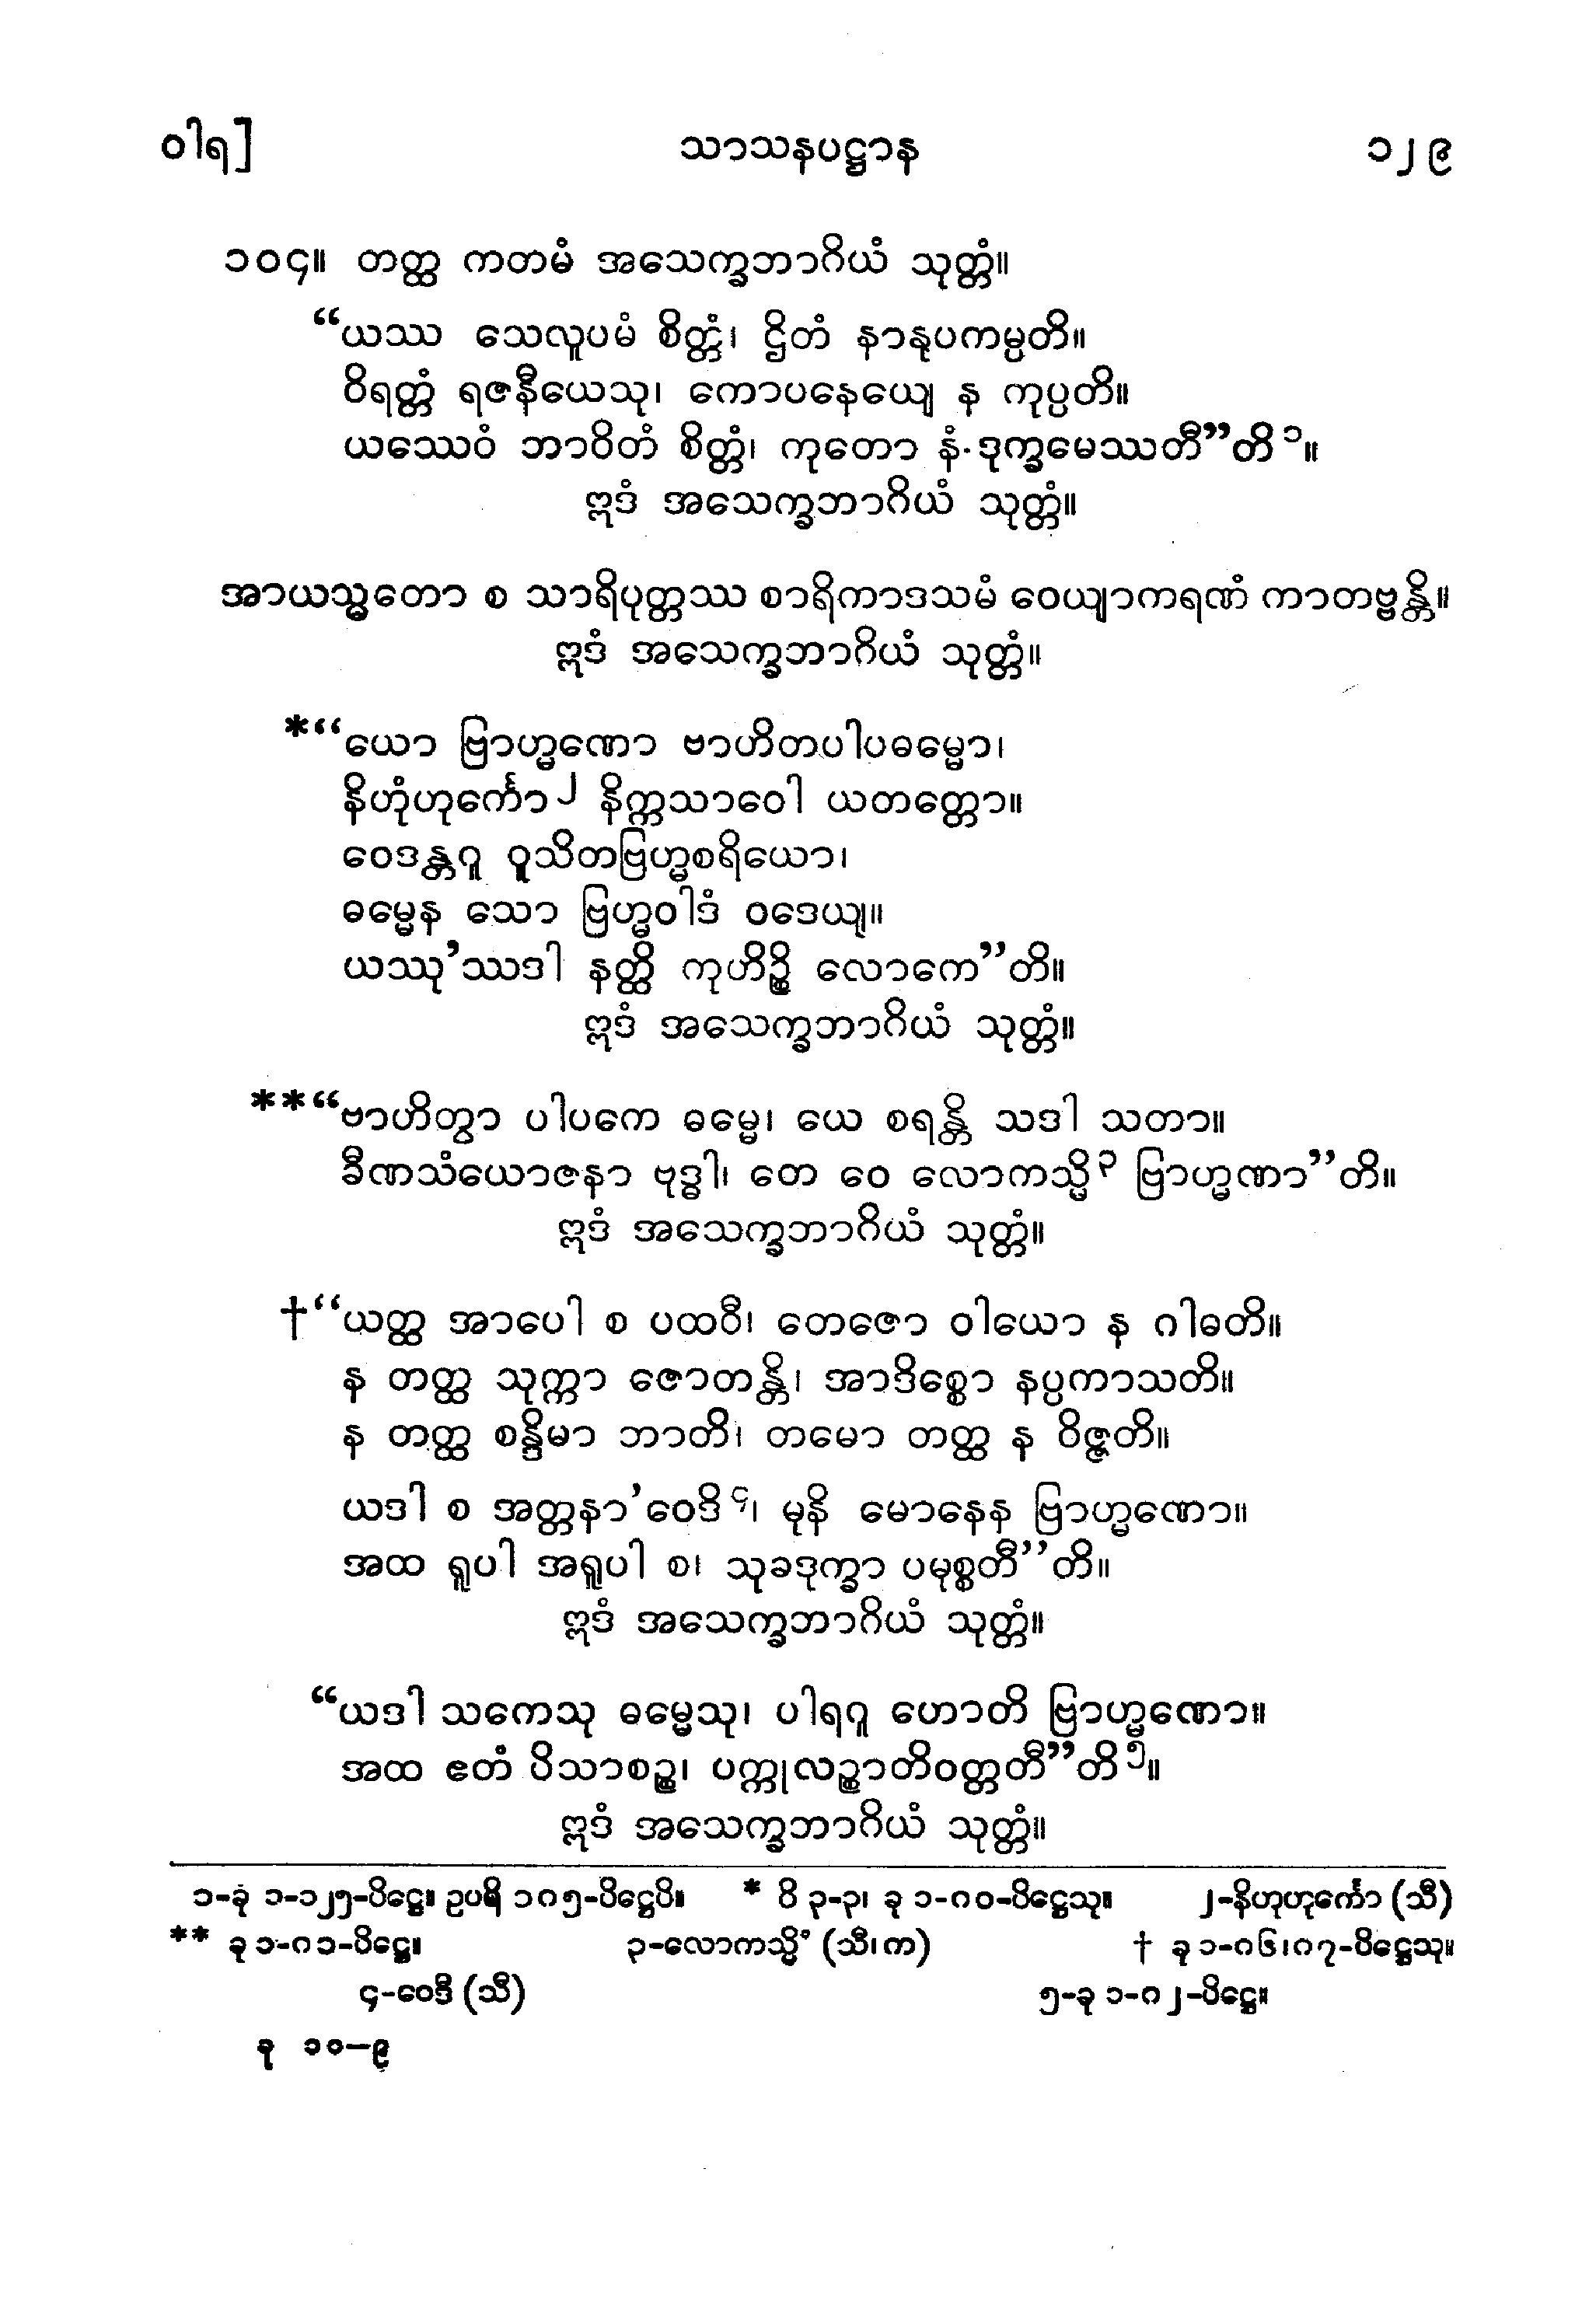 ဝါရ]
သာသနပဋ္ဌာန
၁၂၉
၁၀၄။ တတ္ထ ကတမံ အသေက္ခဘာဂိယံ သုတ္တံ။
“ယဿ သေလူပမံ စိတ္တံ၊ ဌိတံ နာနုပကမ္ပတိ။
ဝိရတ္တံ ရဇနီယေသု၊ ကောပနေယျေ န ကုပ္ပတိ။
ယဿေဝံ ဘာဝိတံ စိတ္တံ၊ ကုတော နံ ဒုက္ခမေဿတီ”တိ၁။
ဣဒံ အသေက္ခဘာဂိယံ သုတ္တံ။
အာယသ္မတော စ သာရိပုတ္တဿ စာရိကာဒသမံ ဝေယျာကရဏံ ကာတဗ္ဗန္တိ။
ဣဒံ အသေက္ခဘာဂိယံ သုတ္တံ။
*“ယော ဗြာဟ္မဏော ဗာဟိတပါပဓမ္မော၊
နိဟုံဟုင်္ကော၂ နိက္ကသာဝေါ ယတတ္တော။
ဝေဒန္တဂူ ဝူသိတဗြဟ္မစရိယော၊
ဓမ္မေန သော ဗြဟ္မဝါဒံ ဝဒေယျ။
ယဿု’ဿဒါ နတ္ထိ ကုဟိဉ္စိ လောကေ”တိ။
ဣဒံ အသေက္ခဘာဂိယံ သုတ္တံ။
**“ဗာဟိတွာ ပါပကေ ဓမ္မေ၊ ယေ စရန္တိ သဒါ သတာ။
ခီဏသံယောဇနာ ဗုဒ္ဓါ၊ တေ ဝေ လောကသ္မိ၃ ဗြာဟ္မဏာ”တိ။
ဣဒံ အသေက္ခဘာဂိယံ သုတ္တံ။
†“ယတ္ထ အာပေါ စ ပထဝီ၊ တေဇော ဝါယော န ဂါဓတိ။
န တတ္ထ သုက္ကာ ဇောတန္တိ၊ အာဒိစ္စော နပ္ပကာသတိ။
န တတ္ထ စန္ဒိမာ ဘာတိ၊ တမော တတ္ထ န ဝိဇ္ဇတိ။
ယဒါ စ အတ္တနာ’ဝေဒိ၄၊ မုနိ မောနေန ဗြာဟ္မဏော။
အထ ရူပါ အရူပါ စ၊ သုခဒုက္ခာ ပမုစ္စတီ”တိ။
ဣဒံ အသေက္ခဘာဂိယံ သုတ္တံ။
“ယဒါ သကေသု ဓမ္မေသု၊ ပါရဂူ ဟောတိ ဗြာဟ္မဏော။
အထ ဧတံ ပိသာစဉ္စ၊ ပက္ကုလဉ္စာတိဝတ္တတီ”တိ၅။
ဣဒံ အသေက္ခဘာဂိယံ သုတ္တံ။
၁-ခုံ ၁-၁၂၅-ပိဋ္ဌေ။ ဥပရိ ၁၈၅-ပိဋ္ဌေပိ။ * ဝိ ၃-၃၊ ခု ၁-၈၀-ပိဋ္ဌေသု။ ၂-နိဟုဟုင်္ကော (သီ)
** ခု ၁-၈၁-ပိဋ္ဌေ။ ၃-လောကသ္မိံ (သီ၊ က) † ခု ၁-၈၆၊၈၇-ပိဋ္ဌေသု။
၄-ဝေဒီ (သီ) ၅-ခု ၁-၈၂-ပိဋ္ဌေ။
ခု ၁၀–၉